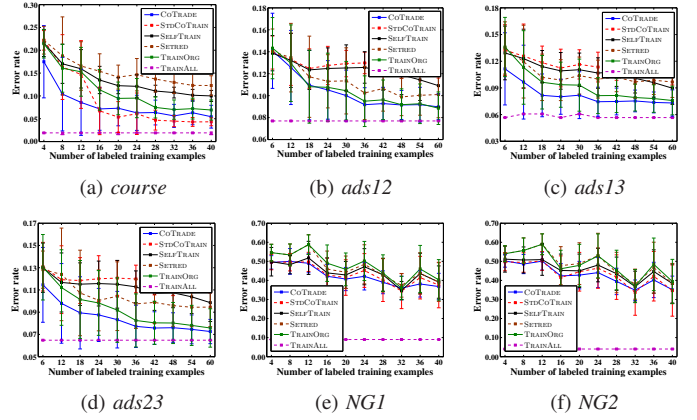 0.30
0.25
0.20
0.15
0.10
0.05
0.00
Error rate
4 8 12 16 20 24 28 32 36 40
Number of labeled training examples
COTRADE
STDCOTRAIN
SELFTRAIN
SETRED
TRAINORG
TRAINALL
(a) course
0.18
0.16
0.14
0.12
0.10
0.08
0.06
Error rate
6 12 18 24 30 36 42 48 54 60
Number of labeled training examples
COTRADE
STDCOTRAIN
SELFTRAIN
SETRED
TRAINORG
TRAINALL
(b) ads12
0.18
0.15
0.13
0.10
0.08
0.05
0.03
Error rate
6 12 18 24 30 36 42 48 54 60
Number of labeled training examples
COTRADE
STDCOTRAIN
SELFTRAIN
SETRED
TRAINORG
TRAINALL
(c) ads13
0.17
0.15
0.13
0.11
0.09
0.07
0.05
Error rate
6 12 18 24 30 36 42 48 54 60
Number of labeled training examples
COTRADE
STDCOTRAIN
SELFTRAIN
SETRED
TRAINORG
TRAINALL
(d) ads23
0.70
0.60
0.50
0.40
0.30
0.20
0.10
0.00
Error rate
4 8 12 16 20 24 28 32 36 40
Number of labeled training examples
COTRADE
STDCOTRAIN
SELFTRAIN
SETRED
TRAINORG
TRAINALL
(e) NG1
0.70
0.60
0.50
0.40
0.30
0.20
0.10
0.00
Error rate
4 8 12 16 20 24 28 32 36 40
Number of labeled training examples
COTRADE
STDCOTRAIN
SELFTRAIN
SETRED
TRAINORG
TRAINALL
(f) NG2